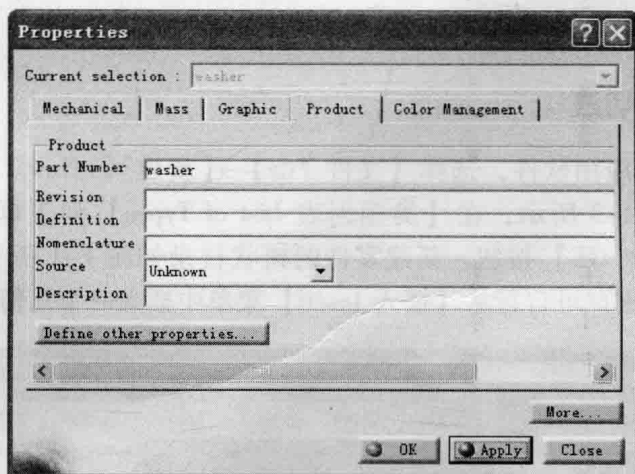 Properties
Current selection : washer
Mechanical Mass Graphic Product Color Management
Product
Part Number washer
Revision
Definition
Nomenclature
Source Unknown
Description
Define other properties...
More...
OK Apply Close